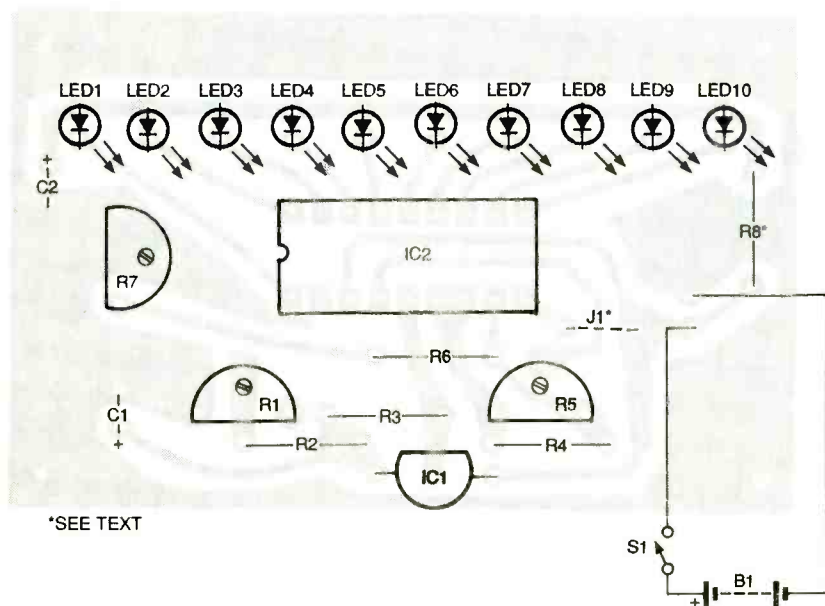 LED1 LED2 LED3 LED4 LED5 LED6 LED7 LED8 LED9 LED10
+
C2
R8*
IC2
R7
J1*
R6
R1
R5
C1
R3
+
R2
R4
IC1
*SEE TEXT
S1
B1
+